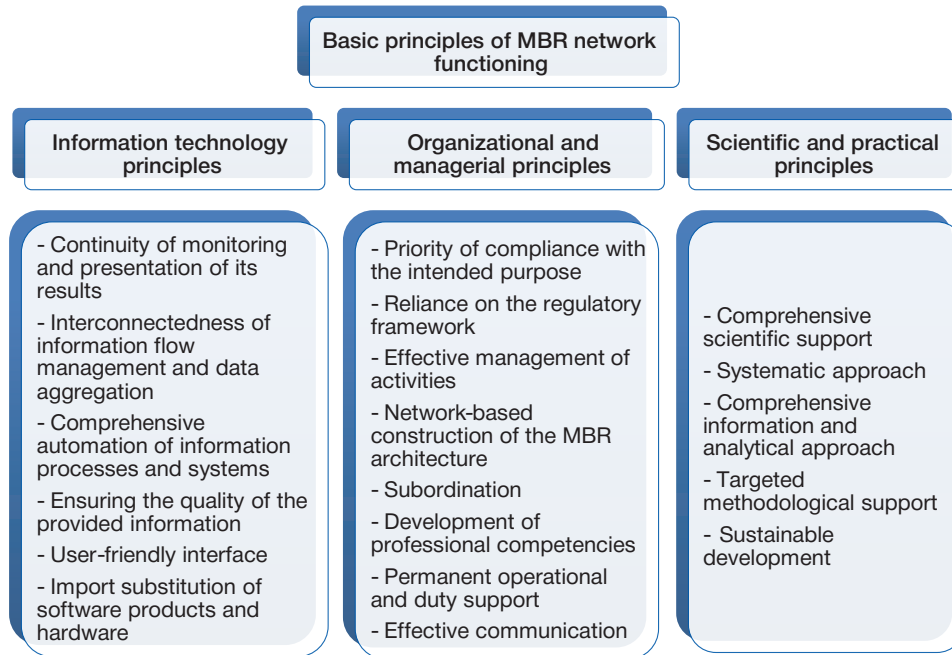 Basic principles of MBR network
functioning
Information technology
principles
Organizational and
managerial principles
Scientific and practical
principles
- Continuity of monitoring
and presentation of its
results
- Interconnectedness of
information flow
management and data
aggregation
- Comprehensive
automation of information
processes and systems
- Ensuring the quality of the
provided information
- User-friendly interface
- Import substitution of
software products and
hardware
- Priority of compliance with
the intended purpose
- Reliance on the regulatory
framework
- Effective management of
activities
- Network-based
construction of the MBR
architecture
- Subordination
- Development of
professional competencies
- Permanent operational
and duty support
- Effective communication
- Comprehensive
scientific support
- Systematic approach
- Comprehensive
information and
analytical approach
- Targeted
methodological support
- Sustainable
development